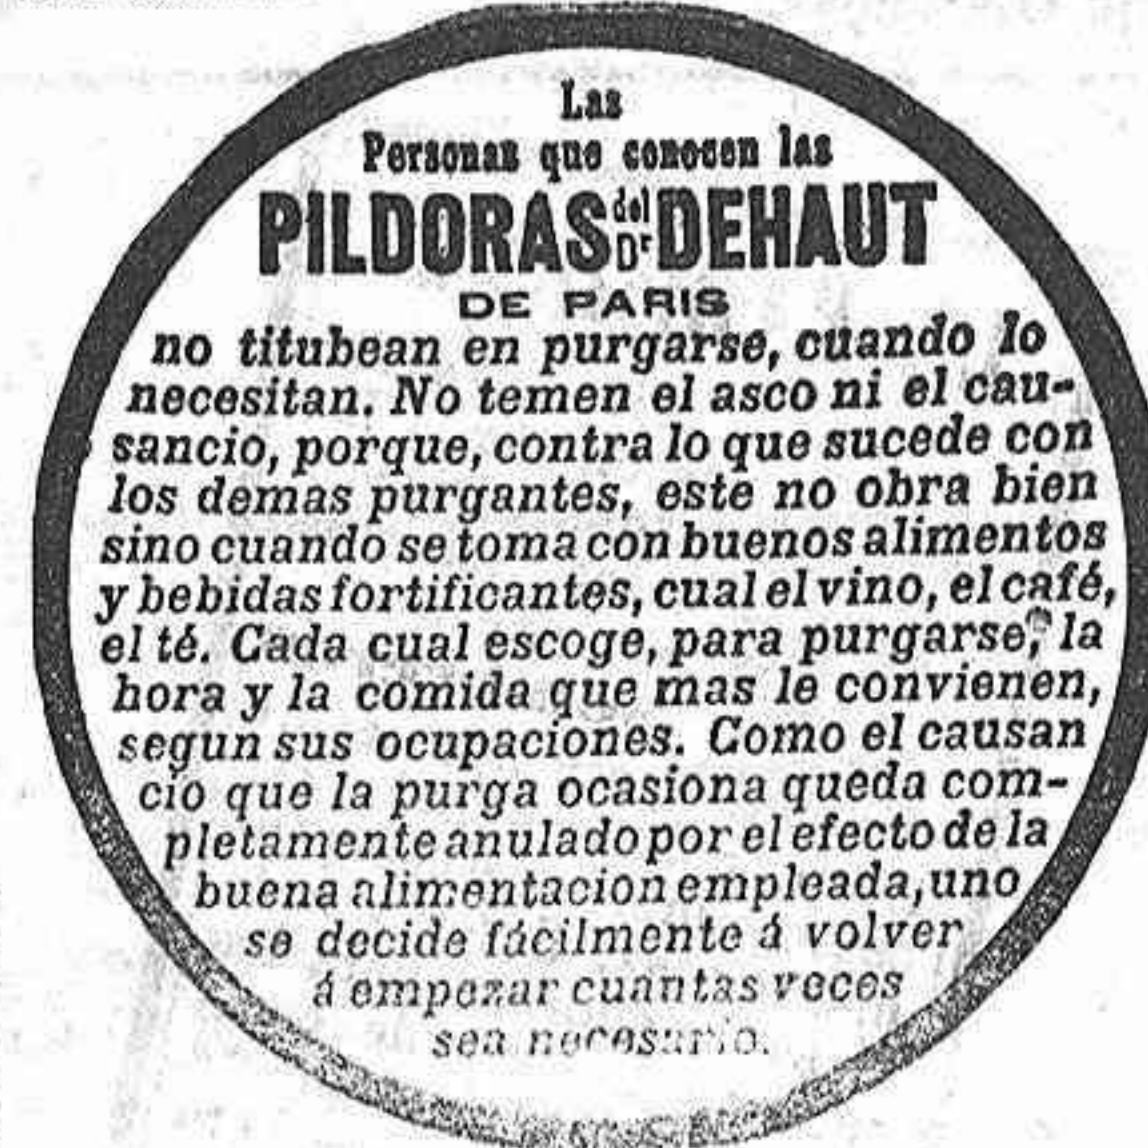 Las
Personas que conocen las
PILDORAS del Dr DEHAUT
DE PARIS
no titubean en purgarse, cuando lo
necesitan. No temen el asco ni el cau-
sancio, porque, contra lo que sucede con
los demas purgantes, este no obra bien
sino cuando se toma con buenos alimentos
y bebidas fortificantes, cual el vino, el café,
el té. Cada cual escoge, para purgarse, la
hora y la comida que mas le convienen,
segun sus ocupaciones. Como el causan
cio que la purga ocasiona queda com-
pletamente anulado por el efecto de la
buena alimentacion empleada, uno
se decide fácilmente á volver
á empezar cuantas veces
sea necesario.